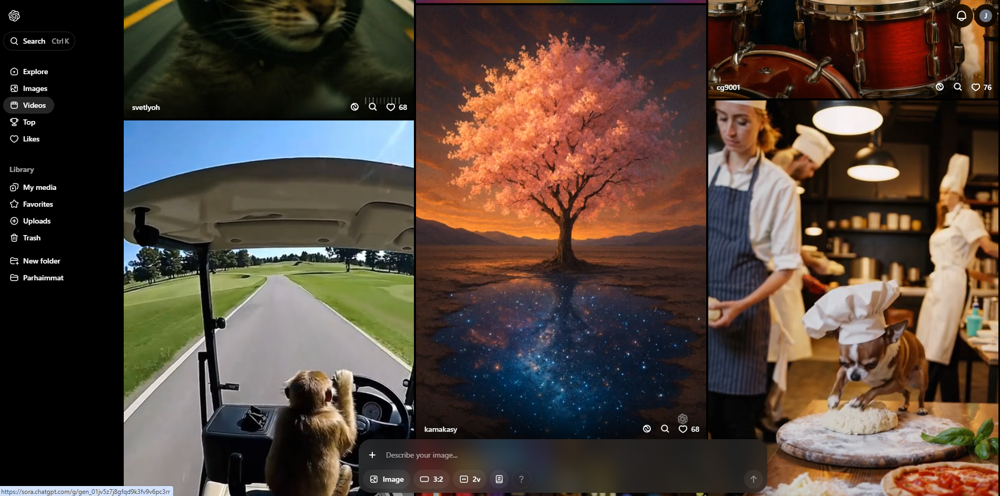 Search Ctrl K
Explore
Images
Videos
Top
Likes
Library
My media
Favorites
Uploads
Trash
New folder
Parhaimmat
svetlyoh
68
kamakasy
68
cg9001
76
J
Describe your image...
Image
3:2
2v
?
https://sora.chatgpt.com/g/gen_01jv5z7j8gfqd9k3fv9v6pc3rr